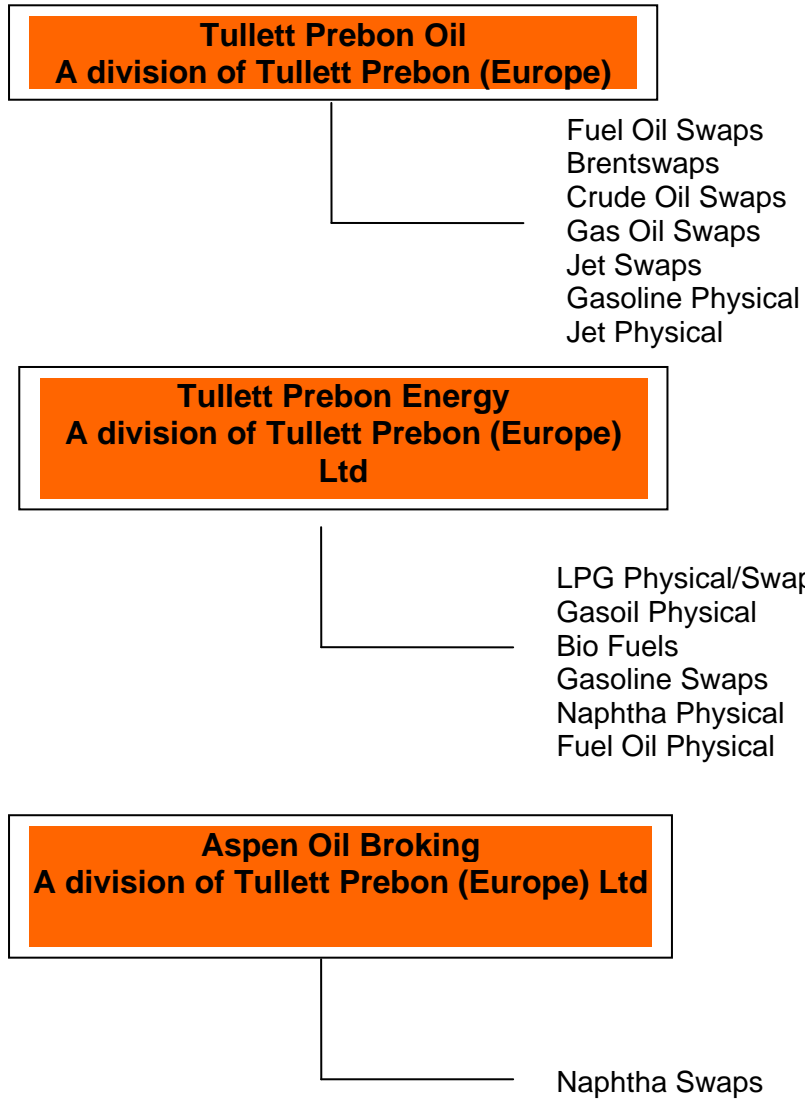 Tullett Prebon Oil
A division of Tullett Prebon (Europe)
Fuel Oil Swaps
Brentswaps
Crude Oil Swaps
Gas Oil Swaps
Jet Swaps
Gasoline Physical
Jet Physical
Tullett Prebon Energy
A division of Tullett Prebon (Europe)
Ltd
LPG Physical/Swap
Gasoil Physical
Bio Fuels
Gasoline Swaps
Naphtha Physical
Fuel Oil Physical
Aspen Oil Broking
A division of Tullett Prebon (Europe) Ltd
Naphtha Swaps